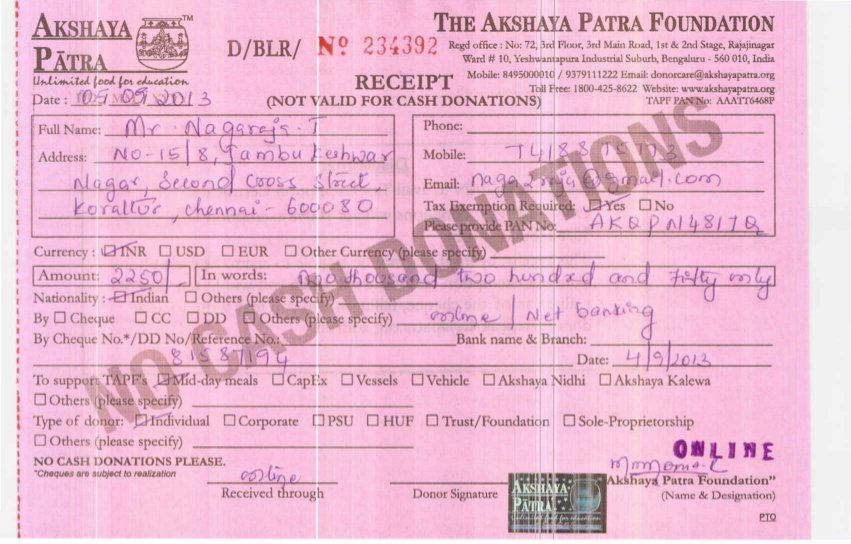 AKSHAYA PĀTRA TM
Unlimited food for education
D/BLR/ Nº 234392
THE AKSHAYA PATRA FOUNDATION
Regd office : No: 72, 3rd Floor, 3rd Main Road, 1st & 2nd Stage, Rajajinagar
Ward # 10, Yeshwantapura Industrial Suburb, Bengaluru - 560 010, India
Mobile: 8495000010 / 9379111222 Email: donorcare@akshayapatra.org
Toll Free: 1800-425-8622 Website: www.akshayapatra.org
TAPF PAN No: AAATT6468P
RECEIPT
(NOT VALID FOR CASH DONATIONS)
Date : 05 09 2013
Full Name: Mr. Nagaraja. T
Address: No-15/8, Jambukeshwar
Nagar, Second Cross Street,
Korattur, chennai - 600080
Phone:
Mobile:
Email:
Tax Exemption Required: Yes No
Please provide PAN No: AKQPN4817Q
Currency : INR USD EUR Other Currency (please specify)
Amount: 2250/- In words: two thousand two hundred and fifty only
Nationality : Indian Others (please specify)
By Cheque CC DD Others (please specify) online / Net banking
By Cheque No.*/DD No/Reference No.: Bank name & Branch:
81587194 Date: 4/9/2013
To support TAPF's Mid-day meals CapEx Vessels Vehicle Akshaya Nidhi Akshaya Kalewa
Others (please specify)
Type of donor: Individual Corporate PSU HUF Trust/Foundation Sole-Proprietorship
Others (please specify)
NO CASH DONATIONS PLEASE.
*Cheques are subject to realization
ONLINE
online
Received through
Donor Signature
AKSHAYA PATRA
Unlimited food for education
Akshaya Patra Foundation"
(Name & Designation)
PTO
NO CASH DONATIONS